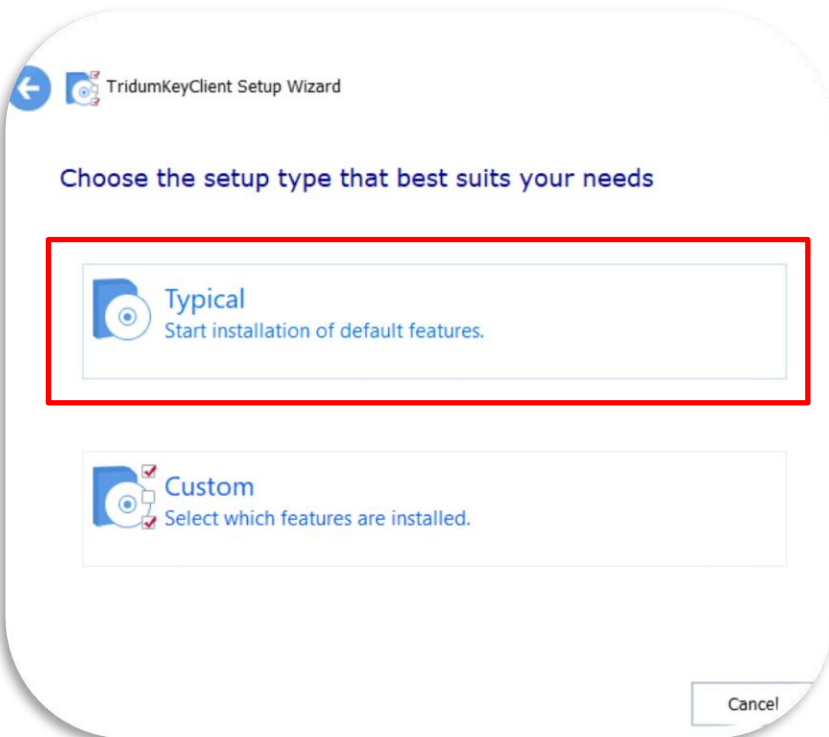 TridumKeyClient Setup Wizard
Choose the setup type that best suits your needs
Typical
Start installation of default features.
Custom
Select which features are installed.
Cancel